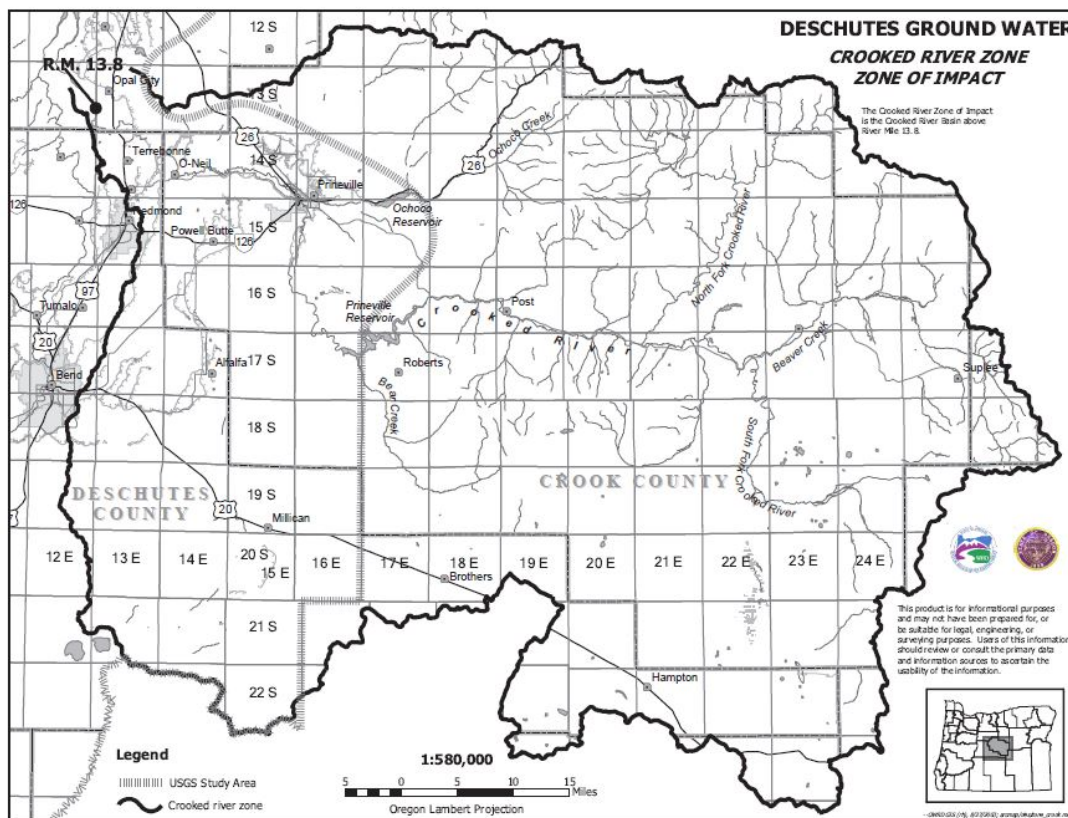 DESCHUTES GROUND WATER
CROOKED RIVER ZONE
ZONE OF IMPACT
The Crooked River Zone of Impact
is the Crooked River Basin above
River Mile 13.8.
R.M. 13.8
12 S
Opal City
13 S
26
Ochoco Creek
Terrebonne
O-Neil
14 S
26
Prineville
126
Redmond
Ochoco
Reservoir
Powell Butte
126
15 S
North Fork Crooked River
97
16 S
Tumalo
Prineville
Reservoir
Post
Crooked River
20
Beaver Creek
Bend
Alfalfa
17 S
Roberts
Suplee
Bear Creek
18 S
South Fork Crooked River
DESCHUTES
COUNTY
19 S
CROOK COUNTY
20
Millican
12 E
13 E
14 E
20 S
15 E
16 E
17 E
18 E
19 E
20 E
21 E
22 E
23 E
24 E
Brothers
21 S
This product is for informational purposes
and may not have been prepared for, or
be suitable for legal, engineering, or
surveying purposes. Users of this information
should review or consult the primary data
and information sources to ascertain the
usability of the information.
22 S
Hampton
Legend
USGS Study Area
Crooked river zone
1:580,000
5 0 5 10 15
Miles
Oregon Lambert Projection